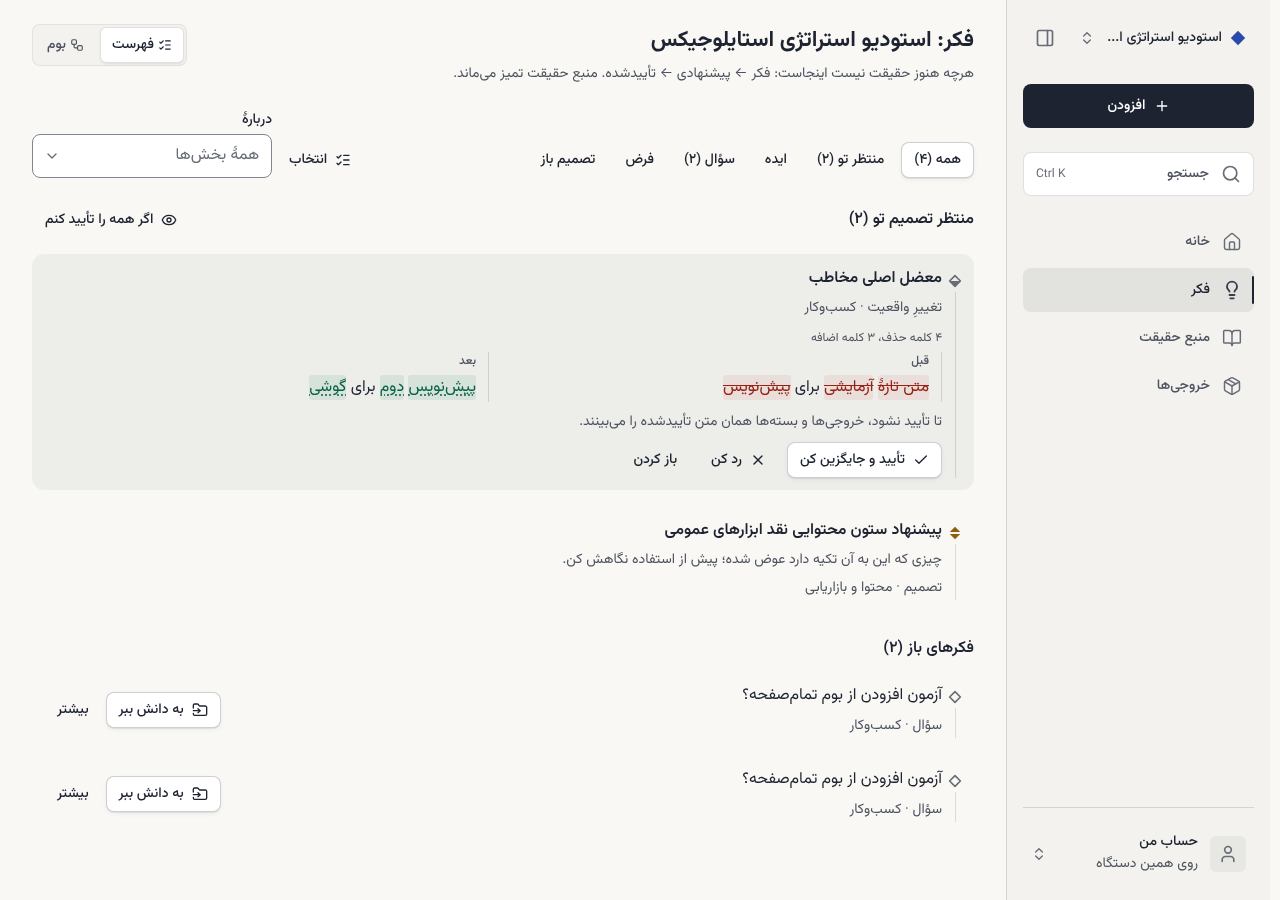 استودیو استراتژی ا...
افزودن
جستجو
Ctrl K
خانه
فکر
منبع حقیقت
خروجی‌ها
حساب من
روی همین دستگاه
فکر: استودیو استراتژی استایلوجیکس
هرچه هنوز حقیقت نیست اینجاست: فکر ← پیشنهادی ← تأییدشده. منبع حقیقت تمیز می‌ماند.
فهرست
بوم
همه (۴)
منتظر تو (۲)
ایده
سؤال (۲)
فرض
تصمیم باز
انتخاب
دربارهٔ
همهٔ بخش‌ها
منتظر تصمیم تو (۲)
اگر همه را تأیید کنم
معضل اصلی مخاطب
تغییرِ واقعیت · کسب‌وکار
۴ کلمه حذف، ۳ کلمه اضافه
قبل
متن تازهٔ آزمایشی برای پیش‌نویس
بعد
پیش‌نویس دوم برای گوشی
تا تأیید نشود، خروجی‌ها و بسته‌ها همان متن تأییدشده را می‌بینند.
تأیید و جایگزین کن
رد کن
باز کردن
پیشنهاد ستون محتوایی نقد ابزارهای عمومی
چیزی که این به آن تکیه دارد عوض شده؛ پیش از استفاده نگاهش کن.
تصمیم · محتوا و بازاریابی
فکرهای باز (۲)
آزمون افزودن از بوم تمام‌صفحه؟
سؤال · کسب‌وکار
به دانش ببر
بیشتر
آزمون افزودن از بوم تمام‌صفحه؟
سؤال · کسب‌وکار
به دانش ببر
بیشتر